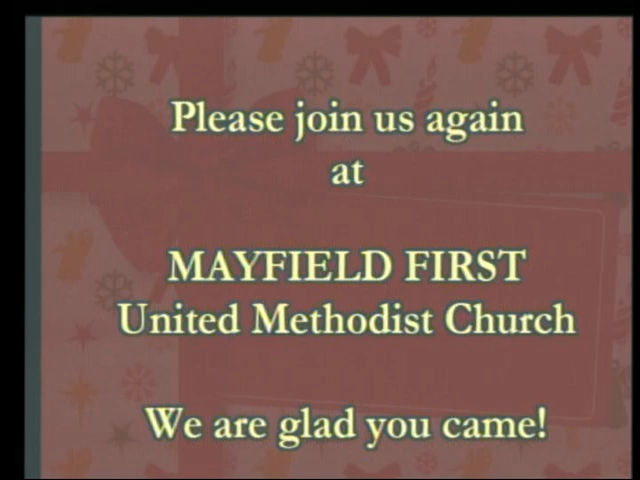 Please join us again
at
MAYFIELD FIRST
United Methodist Church
We are glad you came!